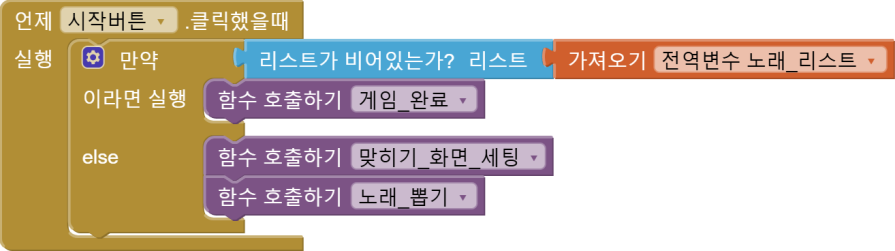 언제 시작버튼 .클릭했을때
실행 만약 리스트가 비어있는가? 리스트 가져오기 전역변수 노래_리스트
이라면 실행 함수 호출하기 게임_완료
else 함수 호출하기 맞히기_화면_세팅
함수 호출하기 노래_뽑기